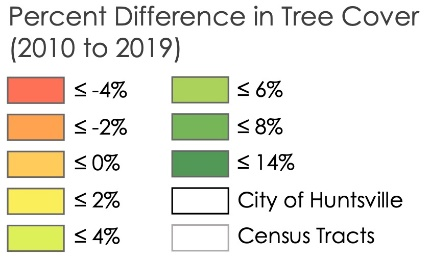 Percent Difference in Tree Cover
(2010 to 2019)
≤ -4%
≤ -2%
≤ 0%
≤ 2%
≤ 4%
≤ 6%
≤ 8%
≤ 14%
City of Huntsville
Census Tracts